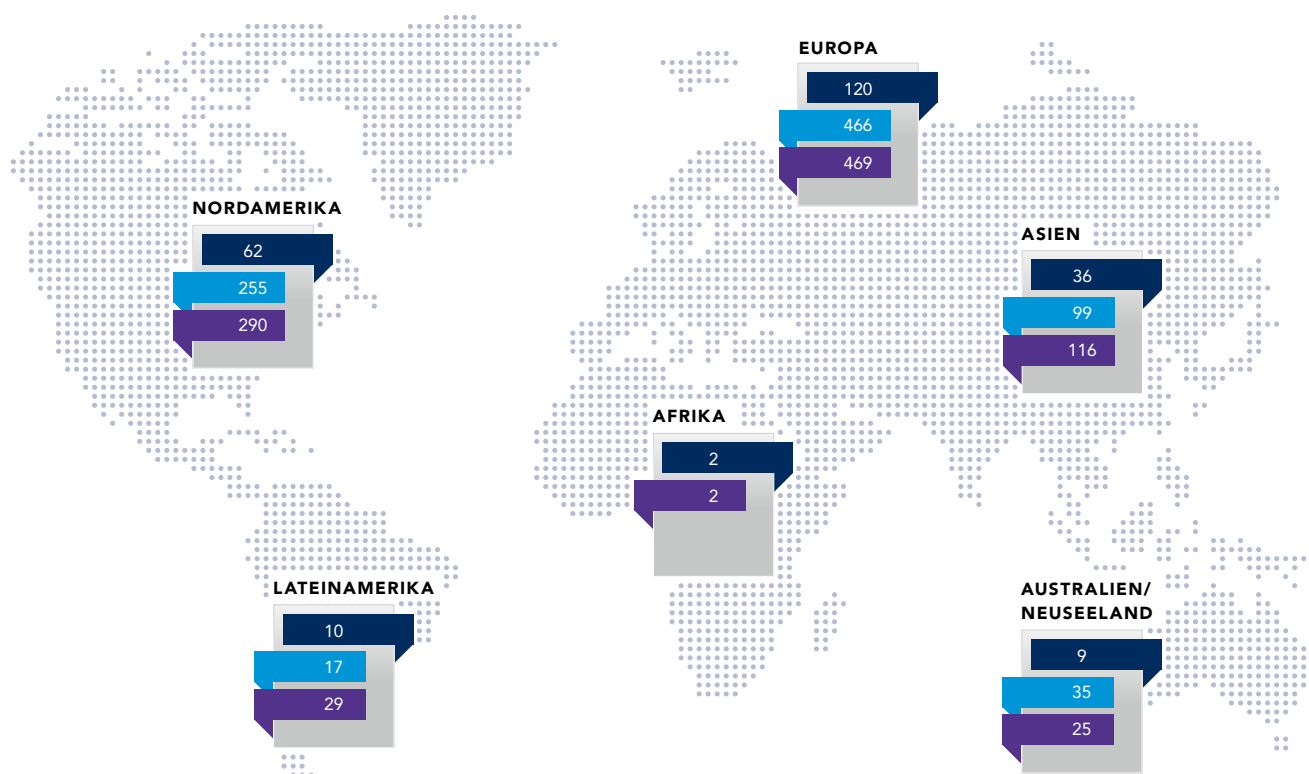 EUROPA
120
466
469
NORDAMERIKA
62
255
290
ASIEN
36
99
116
AFRIKA
2
2
LATEINAMERIKA
10
17
29
AUSTRALIEN/
NEUSEELAND
9
35
25